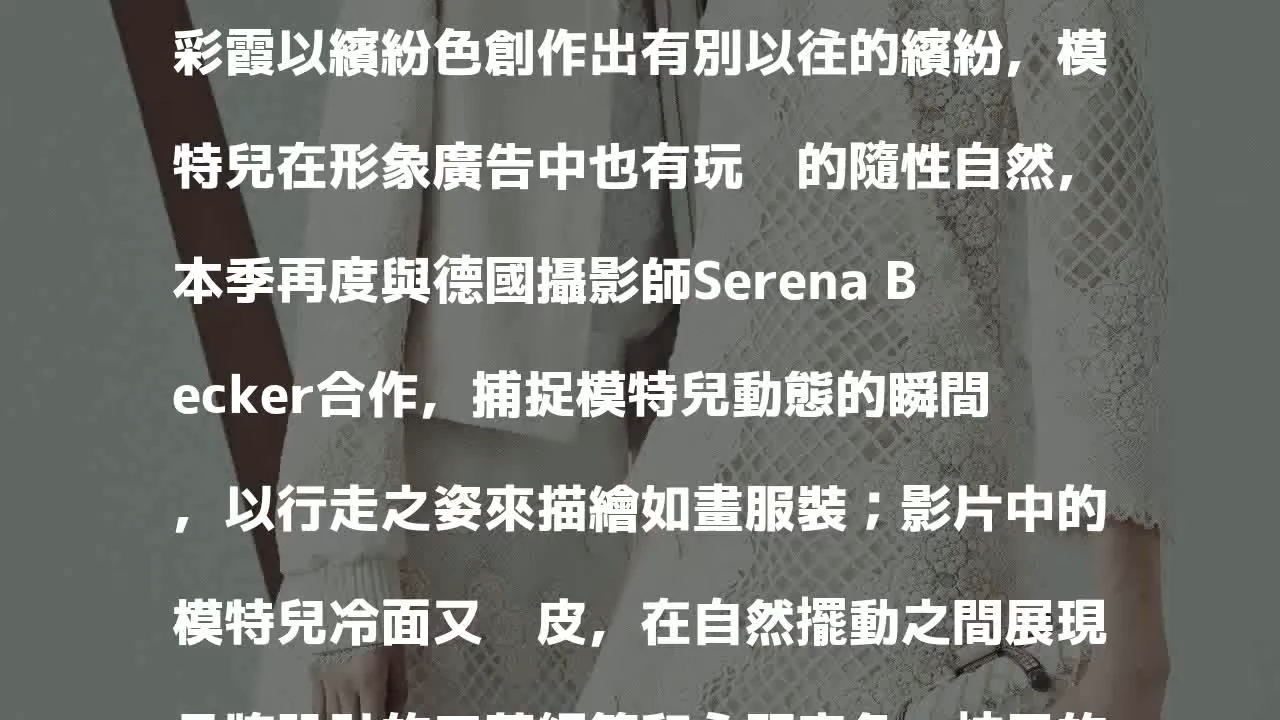 彩霞以繽紛色創作出有別以往的繽紛，模
特兒在形象廣告中也有玩　的隨性自然，
本季再度與德國攝影師Serena B
ecker合作，捕捉模特兒動態的瞬間
，以行走之姿來描繪如畫服裝；影片中的
模特兒冷面又　皮，在自然擺動之間展現